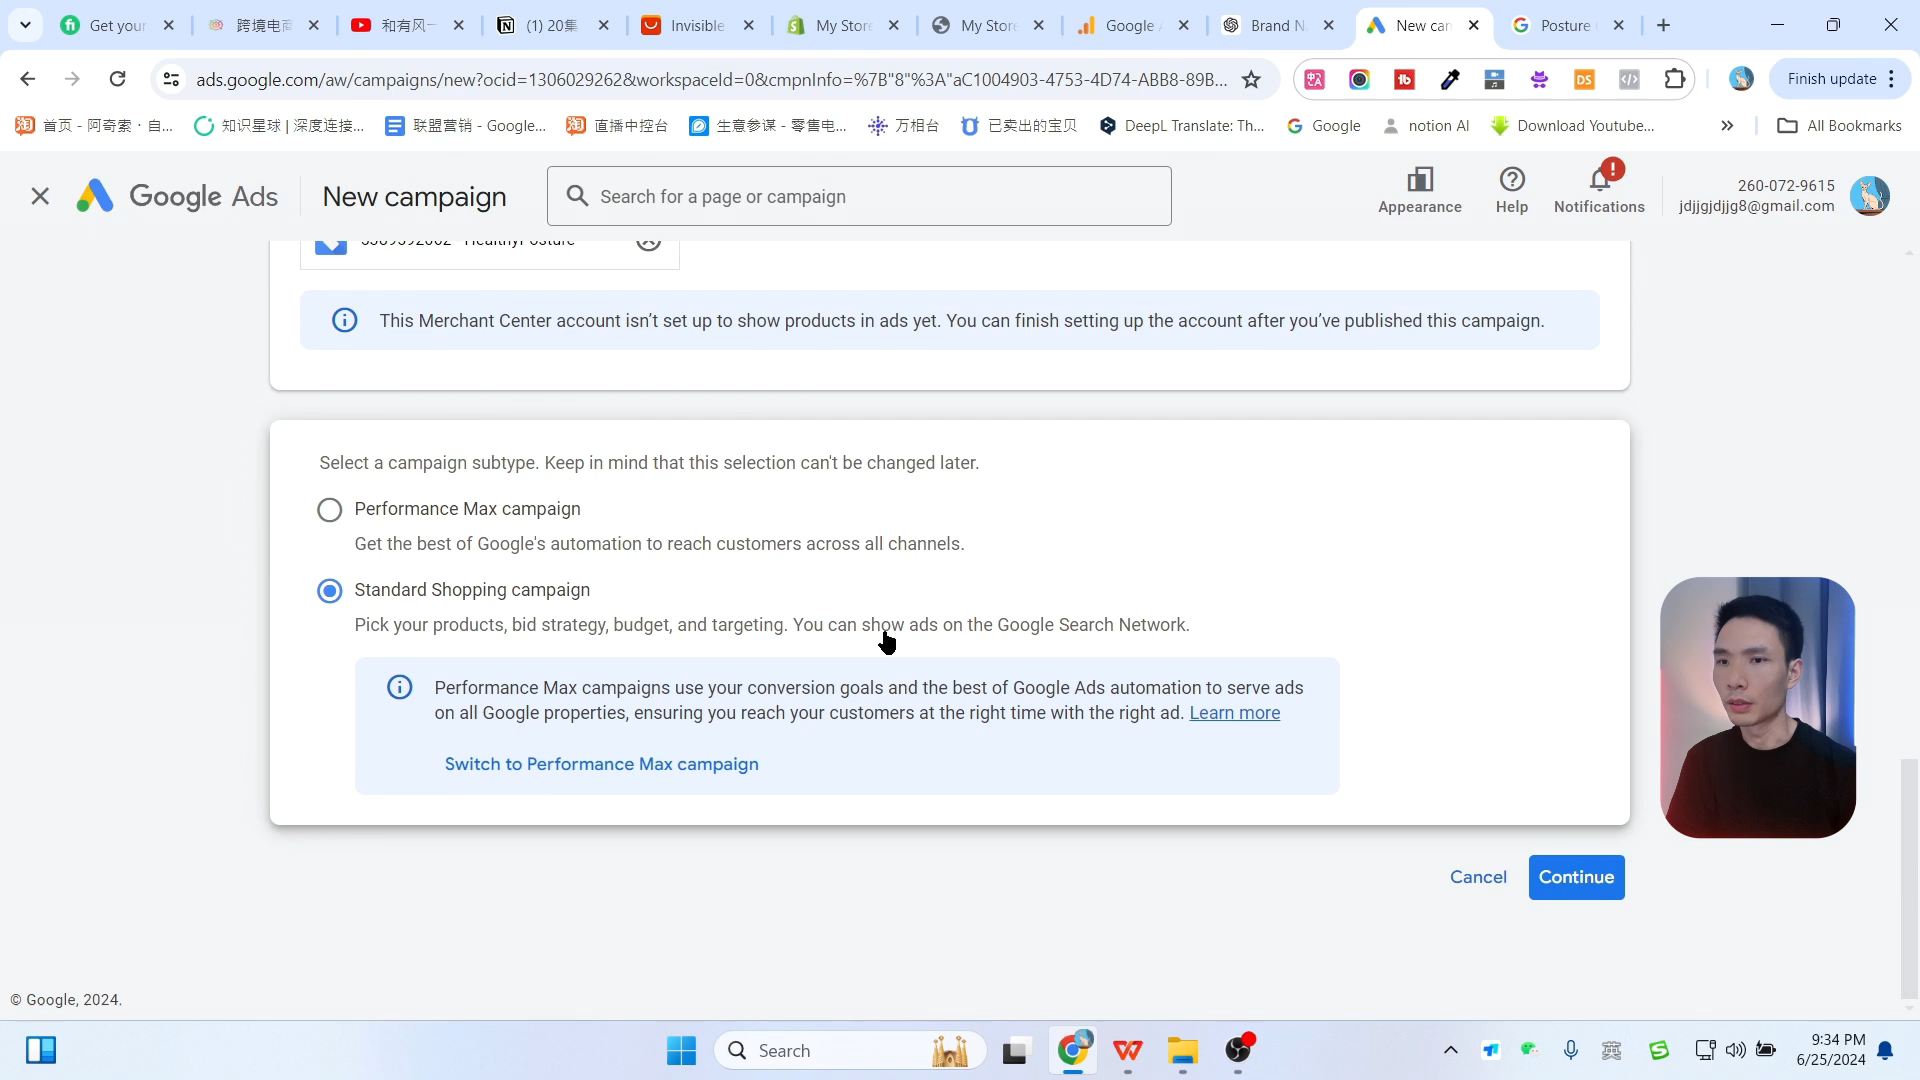 Get your
跨境电商
和有风一
(1) 20集
Invisible
My Store
My Store
Google A
Brand N
New can
Posture
ads.google.com/aw/campaigns/new?ocid=1306029262&workspaceId=0&cmpnInfo=%7B"8"%3A"aC1004903-4753-4D74-ABB8-89B...
Finish update
首页 - 阿奇索 · 自...
知识星球 | 深度连接...
联盟营销 - Google...
直播中控台
生意参谋 - 零售电...
万相台
已卖出的宝贝
DeepL Translate: Th...
Google
notion AI
Download Youtube...
All Bookmarks
Google Ads
New campaign
Search for a page or campaign
Appearance
Help
Notifications
260-072-9615
jdjjgjdjjg8@gmail.com
This Merchant Center account isn't set up to show products in ads yet. You can finish setting up the account after you've published this campaign.
Select a campaign subtype. Keep in mind that this selection can't be changed later.
Performance Max campaign
Get the best of Google's automation to reach customers across all channels.
Standard Shopping campaign
Pick your products, bid strategy, budget, and targeting. You can show ads on the Google Search Network.
Performance Max campaigns use your conversion goals and the best of Google Ads automation to serve ads
on all Google properties, ensuring you reach your customers at the right time with the right ad. Learn more
Switch to Performance Max campaign
Cancel
Continue
© Google, 2024.
Search
英
9:34 PM
6/25/2024